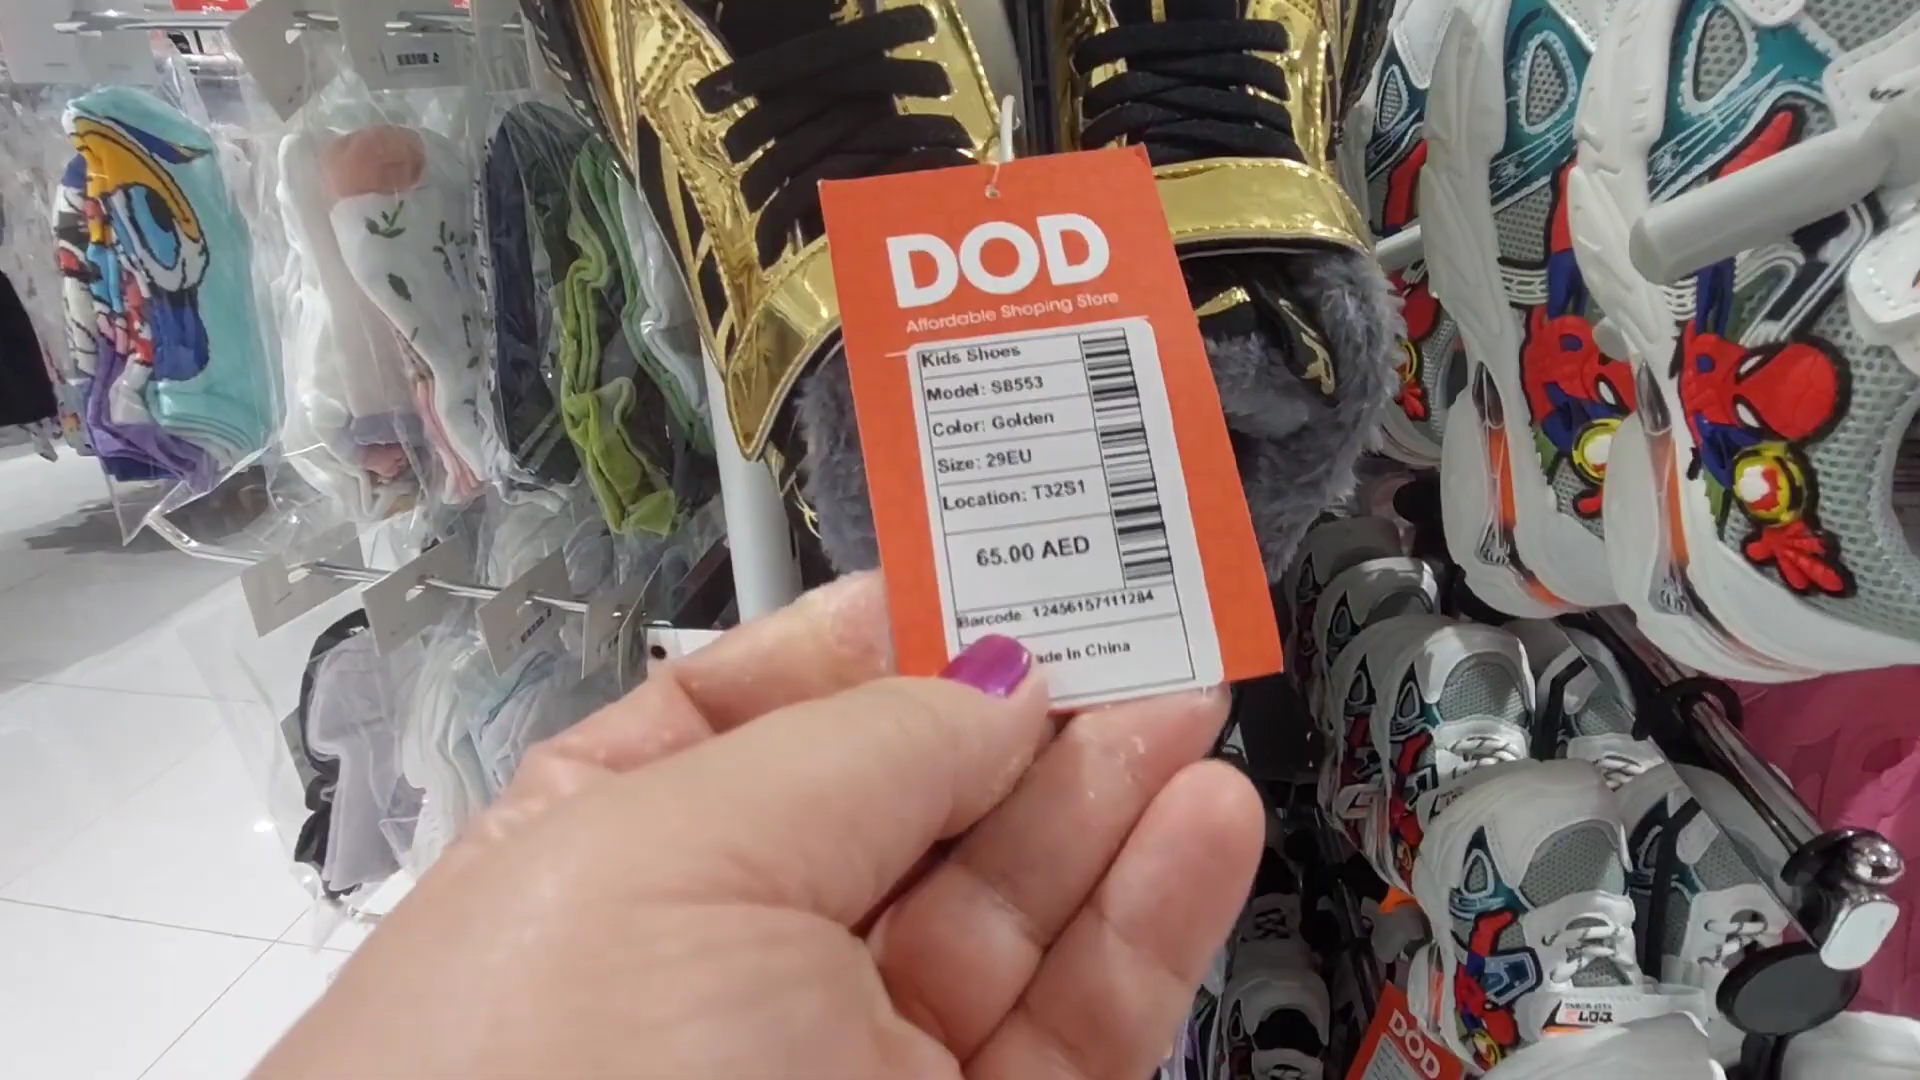 DOD
Affordable Shoping Store
Kids Shoes
Model: SB553
Color: Golden
Size: 29EU
Location: T32S1
65.00 AED
Barcode: 12456157111284
ade In China
DOD